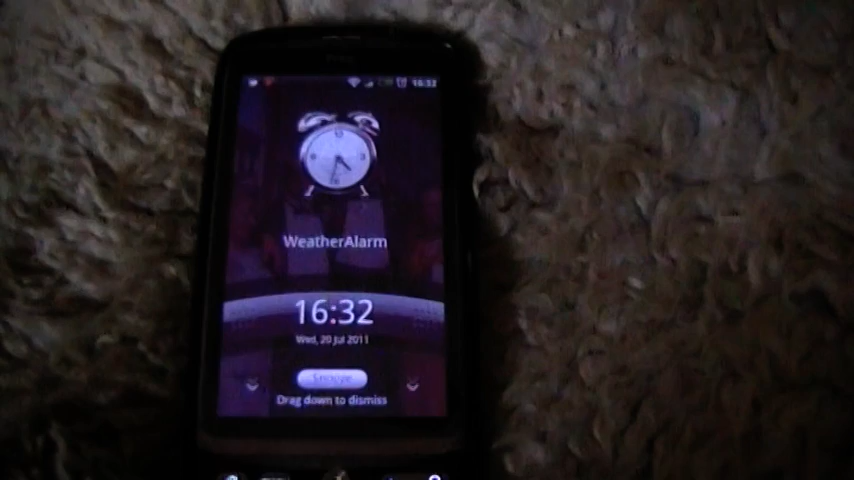 16:32
WeatherAlarm
16:32
Wed, 20 Jul 2011
Snooze
Drag down to dismiss